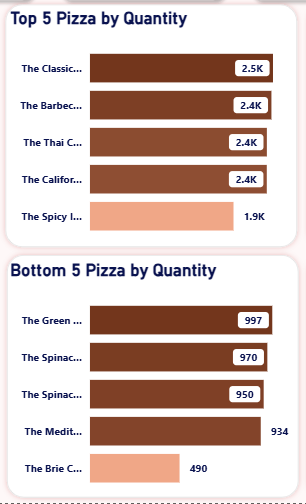 Top 5 Pizza by Quantity
The Classic... 2.5K
The Barbec... 2.4K
The Thai C... 2.4K
The Califor... 2.4K
The Spicy I... 1.9K
Bottom 5 Pizza by Quantity
The Green ... 997
The Spinac... 970
The Spinac... 950
The Medit... 934
The Brie C... 490